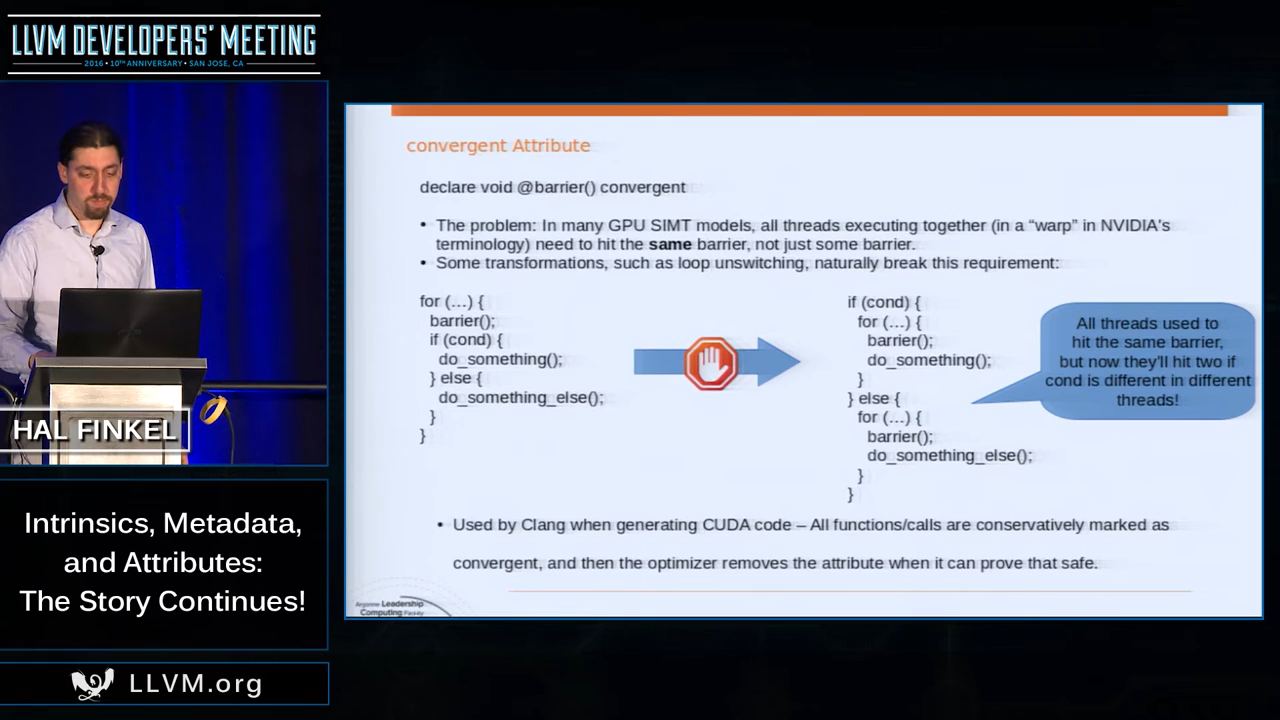 LLVM DEVELOPERS' MEETING
2016 • 10TH ANNIVERSARY • SAN JOSE, CA
HAL FINKEL
Intrinsics, Metadata,
and Attributes:
The Story Continues!
LLVM.org
convergent Attribute
declare void @barrier() convergent
• The problem: In many GPU SIMT models, all threads executing together (in a “warp” in NVIDIA's
terminology) need to hit the same barrier, not just some barrier.
• Some transformations, such as loop unswitching, naturally break this requirement:
for (…) {
barrier();
if (cond) {
do_something();
} else {
do_something_else();
}
}
if (cond) {
for (…) {
barrier();
do_something();
}
} else {
for (…) {
barrier();
do_something_else();
}
}
All threads used to
hit the same barrier,
but now they'll hit two if
cond is different in different
threads!
• Used by Clang when generating CUDA code – All functions/calls are conservatively marked as
convergent, and then the optimizer removes the attribute when it can prove that safe.
Argonne Leadership
Computing Facility